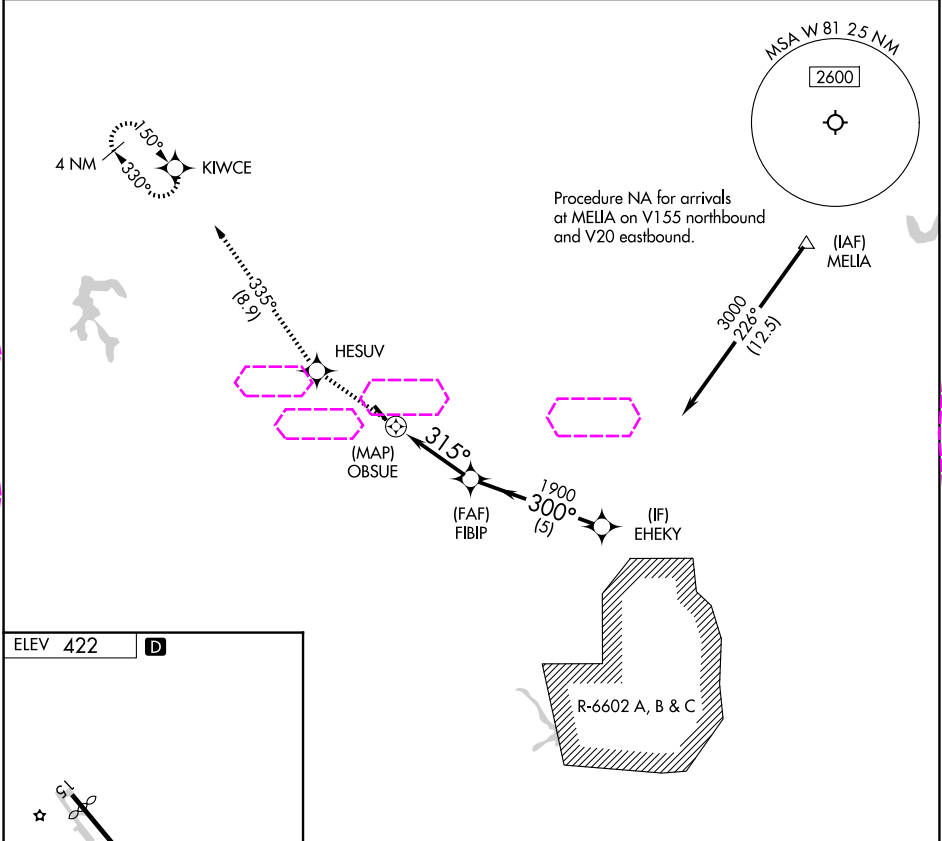 MSA W 81 25 NM
2600
150°
4 NM
330°
KIWCE
Procedure NA for arrivals
at MELIA on V155 northbound
and V20 eastbound.
(IAF)
MELIA
3000
226°
(12.5)
335°
(8.9)
HESUV
315°
(MAP)
OBSUE
1900
300°
(5)
(FAF)
FIBIP
(IF)
EHEKY
R-6602 A, B & C
ELEV 422
D
15